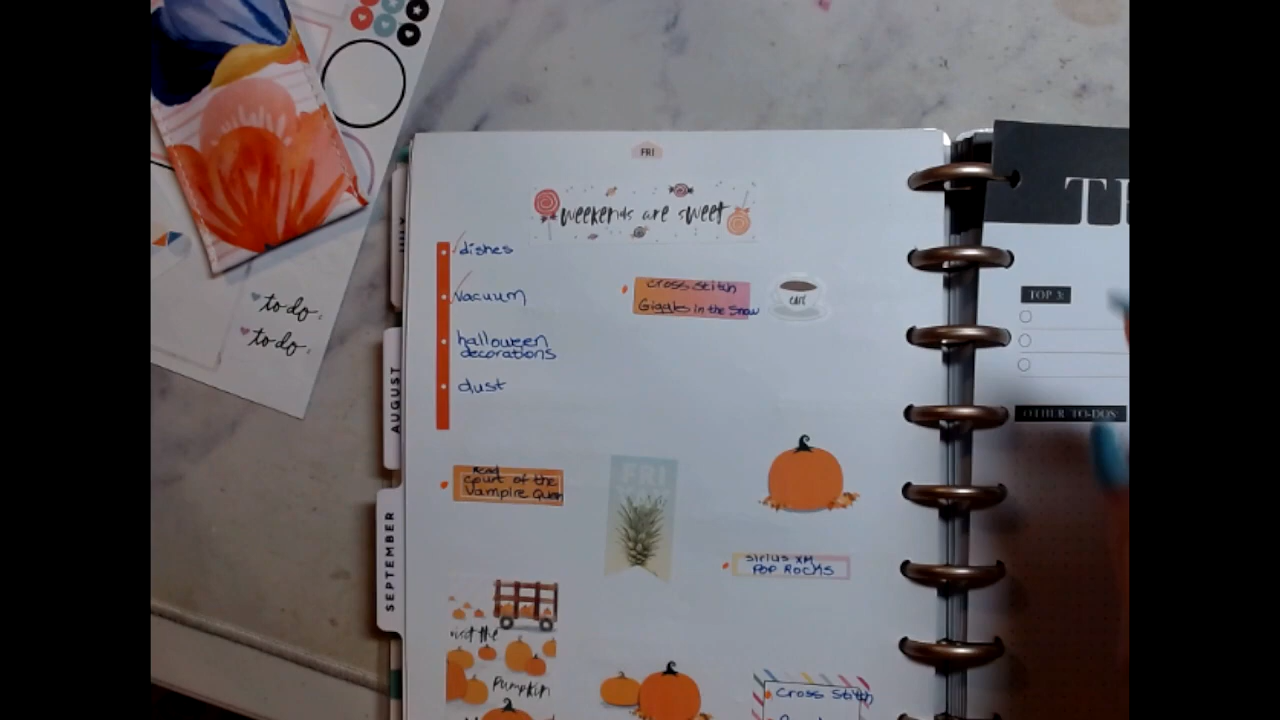 FRI
weekends are sweet
dishes
vacuum
halloween
decorations
dust
cross stitch
Giggles in the Snow
CAFÉ
Read
court of the
Vampire Queen
FRI
sirius XM
POP ROCKS
visit the
Pumpkin
Cross Stitch
to do.
to do.
JULY
AUGUST
SEPTEMBER
TOP 3:
OTHER TO-DOS: